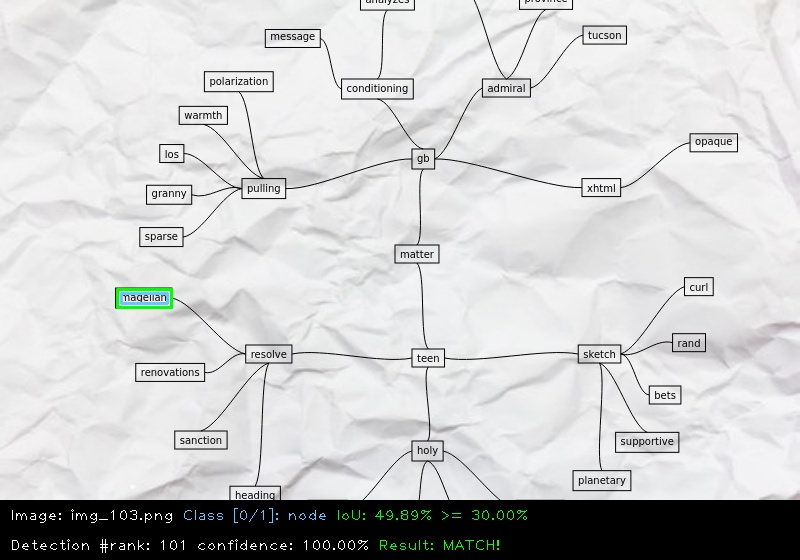 analyzes
province
message
tucson
polarization
conditioning
admiral
warmth
opaque
los
gb
pulling
xhtml
granny
sparse
matter
curl
magellan
rand
resolve
teen
sketch
renovations
bets
sanction
supportive
holy
planetary
heading
Image: img_103.png Class [0/1]: node IoU: 49.89% >= 30.00%
Detection #rank: 101 confidence: 100.00% Result: MATCH!